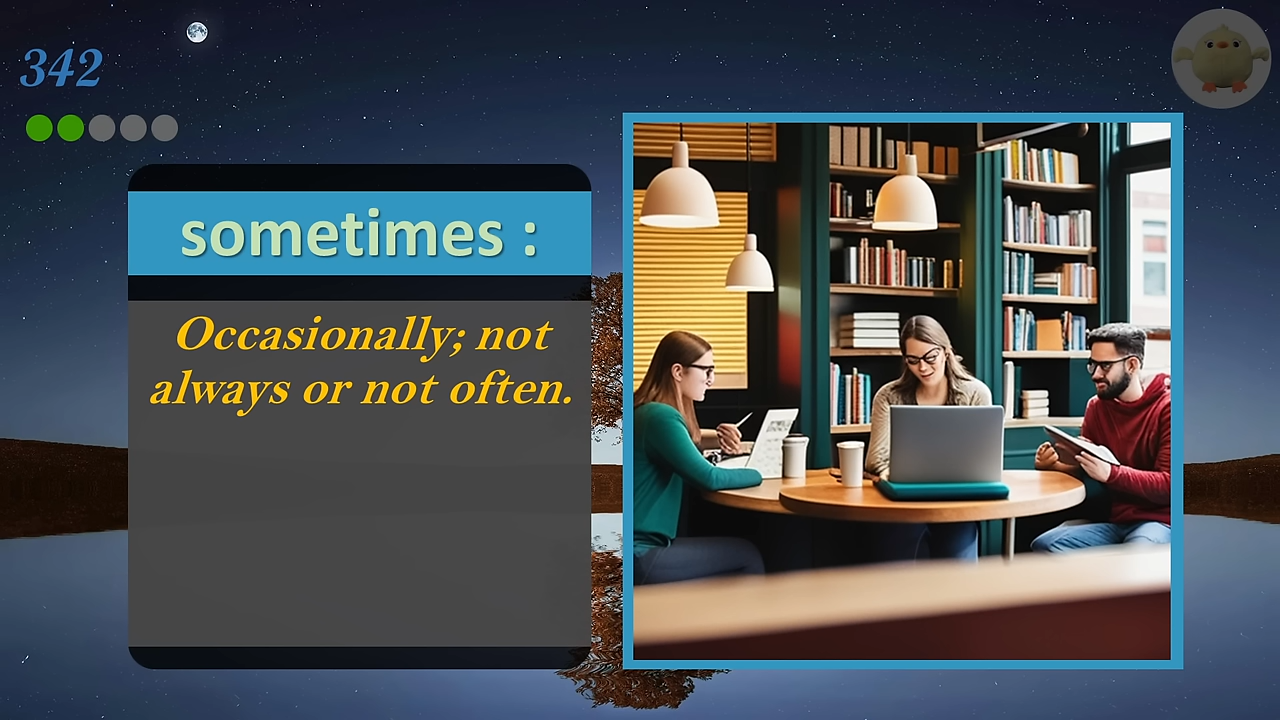 342
sometimes :
Occasionally; not
always or not often.